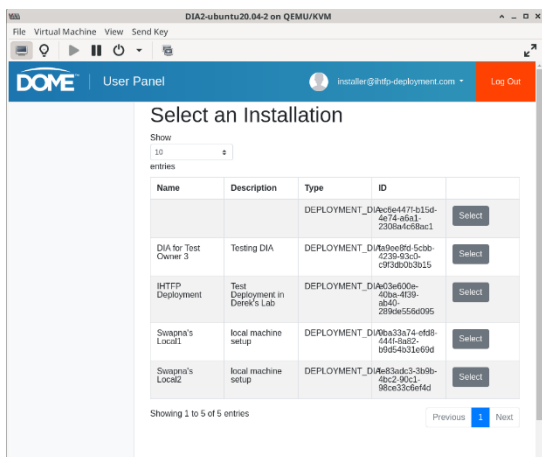 DIA2-ubuntu20.04-2 on QEMU/KVM
File Virtual Machine View Send Key
DOME User Panel installer@ihtfp-deployment.com Log Out
Select an Installation
Show
10
entries
Name Description Type ID
DEPLOYMENT_DIA ec6e447f-b15d-
4e74-a6a1-
2308a4c68ac1
Select
DIA for Test
Owner 3
Testing DIA
DEPLOYMENT_DIA fa9ee8fd-5cbb-
4239-93c0-
c9f3db0b3b15
Select
IHTFP
Deployment
Test
Deployment in
Derek's Lab
DEPLOYMENT_DIA e03e600e-
40ba-4f39-
ab40-
289de556d095
Select
Swapna's
Local1
local machine
setup
DEPLOYMENT_DIA 9ba33a74-efd8-
444f-8a82-
b9d54b31e69d
Select
Swapna's
Local2
local machine
setup
DEPLOYMENT_DIA fe83adc3-3b9b-
4bc2-90c1-
98ce33c6ef4d
Select
Showing 1 to 5 of 5 entries
Previous 1 Next